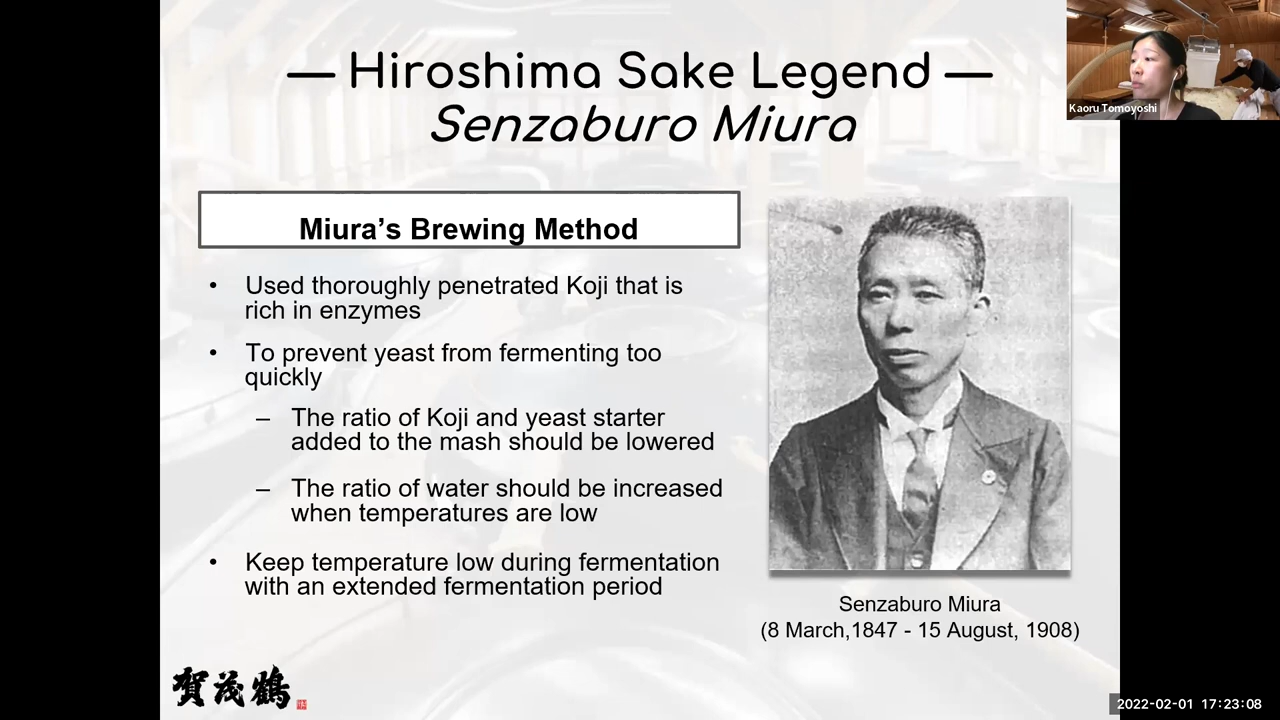 — Hiroshima Sake Legend —
Senzaburo Miura
Kaoru Tomoyoshi
Miura's Brewing Method
• Used thoroughly penetrated Koji that is
rich in enzymes
• To prevent yeast from fermenting too
quickly
– The ratio of Koji and yeast starter
added to the mash should be lowered
– The ratio of water should be increased
when temperatures are low
• Keep temperature low during fermentation
with an extended fermentation period
Senzaburo Miura
(8 March,1847 - 15 August, 1908)
賀茂鶴
2022-02-01 17:23:08